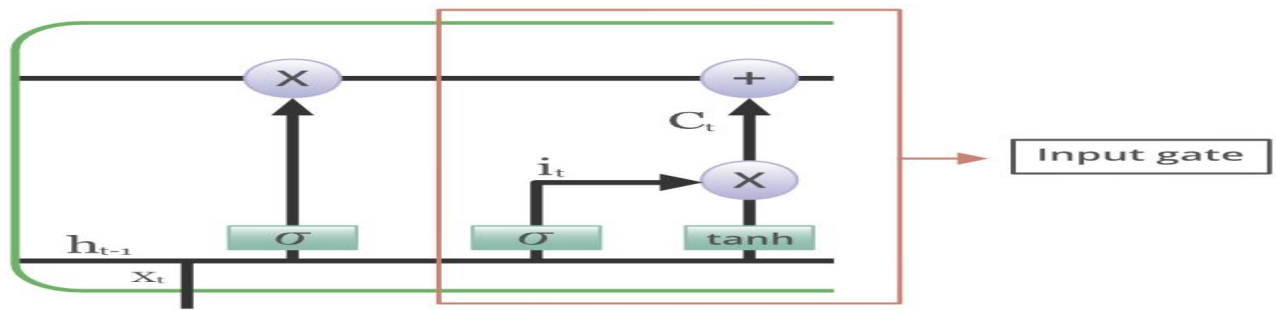 X
+
Cₜ
iₜ
X
Input gate
hₜ₋₁
σ
σ
tanh
xₜ